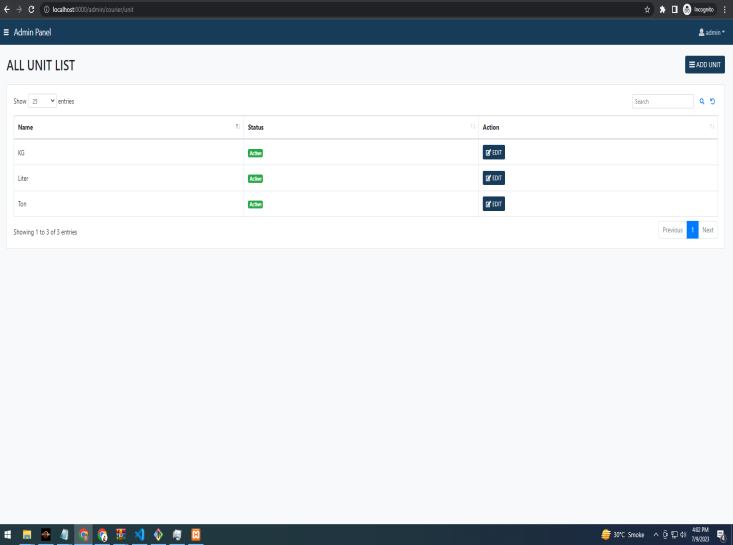 localhost:8000/admin/courier/unit
Incognito
Admin Panel
admin
ALL UNIT LIST
ADD UNIT
Show 25 entries
Search
Name Status Action
KG Active EDIT
Liter Active EDIT
Ton Active EDIT
Showing 1 to 3 of 3 entries
Previous 1 Next
30°C Smoke
4:02 PM
7/9/2023